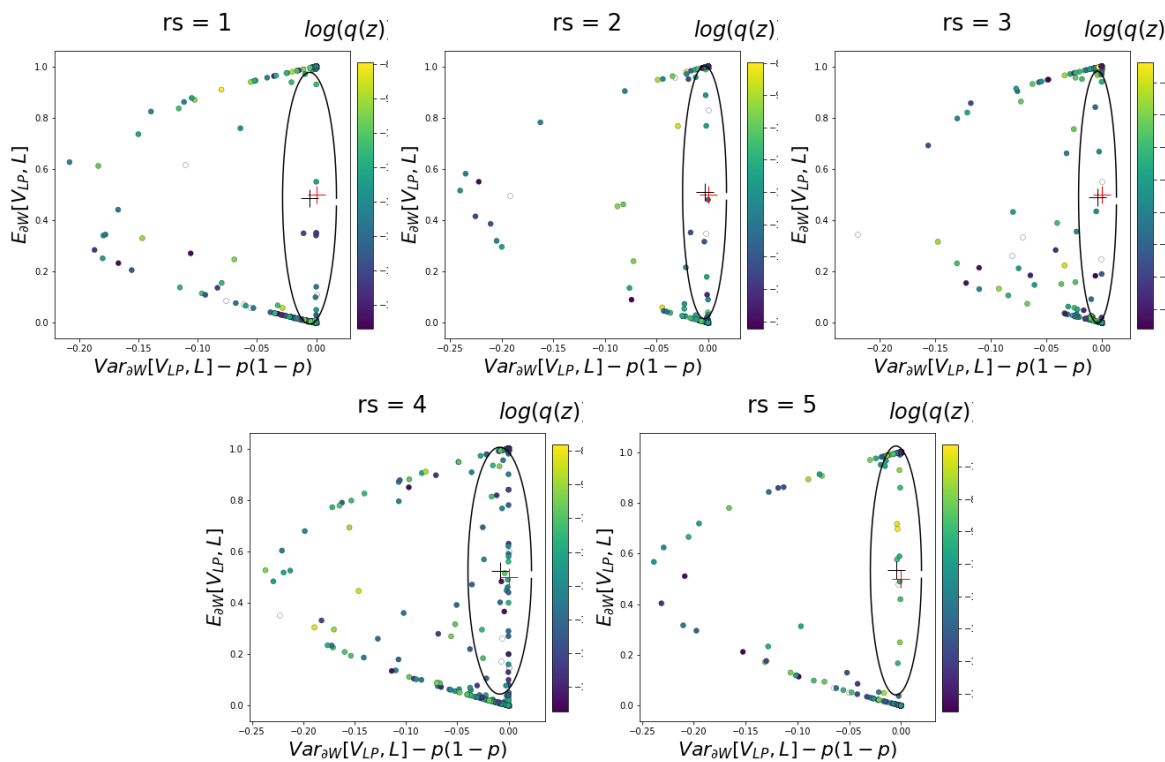 rs = 1
log(q(z)
rs = 2
log(q(z)
rs = 3
log(q(z)
1.0
0.8
0.6
0.4
0.2
0.0
E∂W[VLP, L]
−0.20 −0.15 −0.10 −0.05 0.00
Var∂W[VLP, L] − p(1 − p)
1.0
0.8
0.6
0.4
0.2
0.0
E∂W[VLP, L]
−0.25 −0.20 −0.15 −0.10 −0.05 0.00
Var∂W[VLP, L] − p(1 − p)
1.0
0.8
0.6
0.4
0.2
0.0
E∂W[VLP, L]
−0.20 −0.15 −0.10 −0.05 0.00
Var∂W[VLP, L] − p(1 − p)
rs = 4
log(q(z)
rs = 5
log(q(z)
1.0
0.8
0.6
0.4
0.2
0.0
E∂W[VLP, L]
−0.25 −0.20 −0.15 −0.10 −0.05 0.00
Var∂W[VLP, L] − p(1 − p)
1.0
0.8
0.6
0.4
0.2
0.0
E∂W[VLP, L]
−0.25 −0.20 −0.15 −0.10 −0.05 0.00
Var∂W[VLP, L] − p(1 − p)